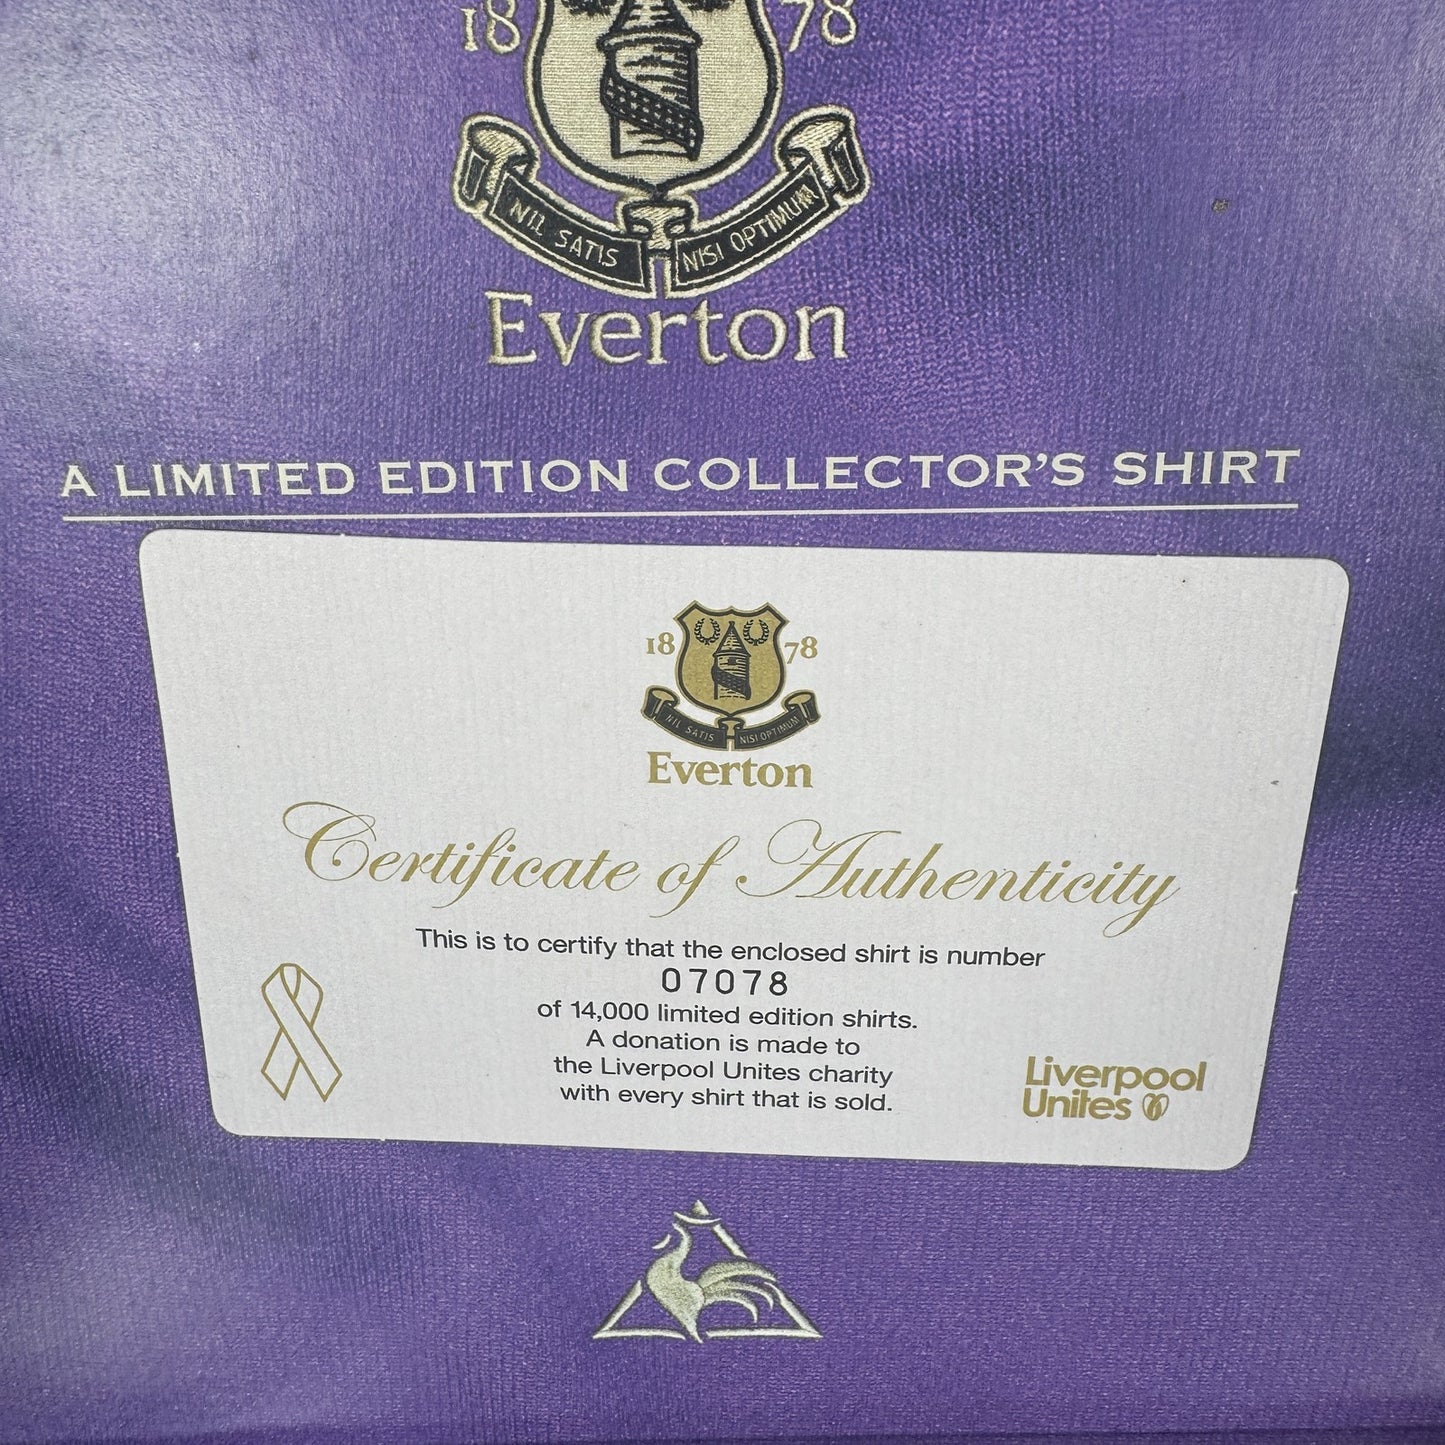 18 78
NIL SATIS NISI OPTIMUM
Everton
A LIMITED EDITION COLLECTOR'S SHIRT
18 78
NIL SATIS NISI OPTIMUM
Everton
Certificate of Authenticity
This is to certify that the enclosed shirt is number
07078
of 14,000 limited edition shirts.
A donation is made to
the Liverpool Unites charity
with every shirt that is sold.
Liverpool
Unites